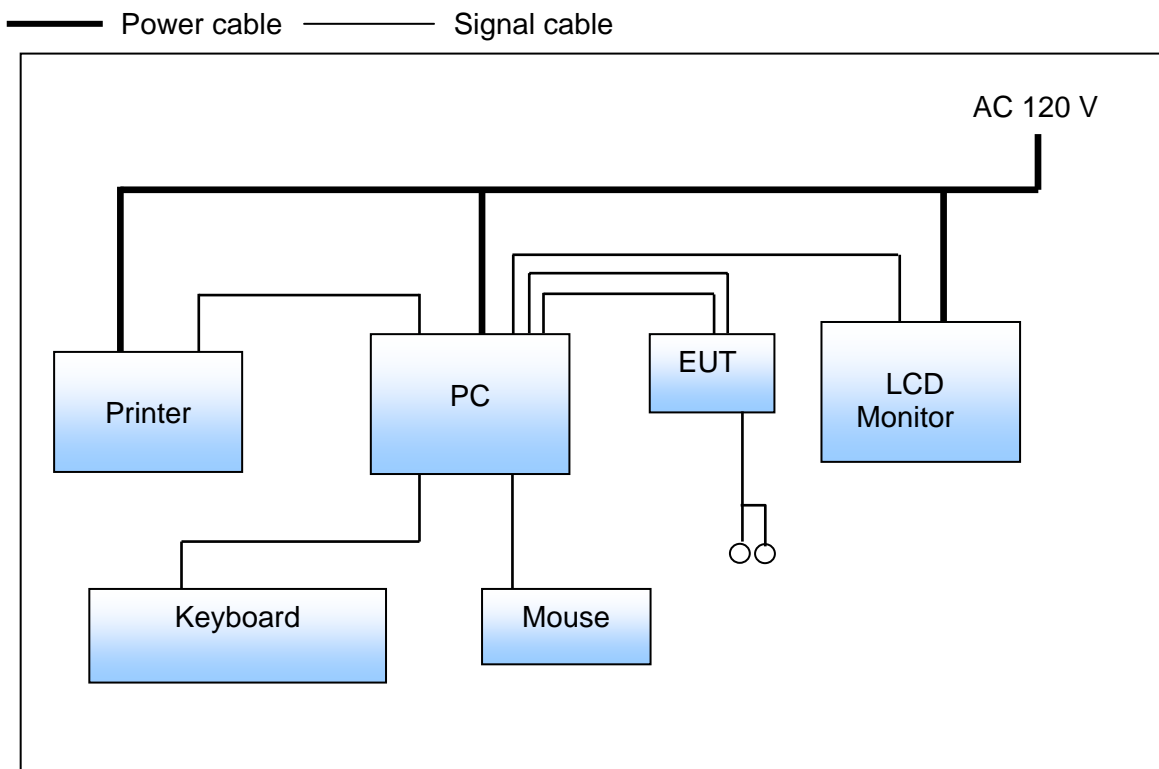 Power cable Signal cable
AC 120 V
Printer
PC
EUT
LCD
Monitor
Keyboard
Mouse